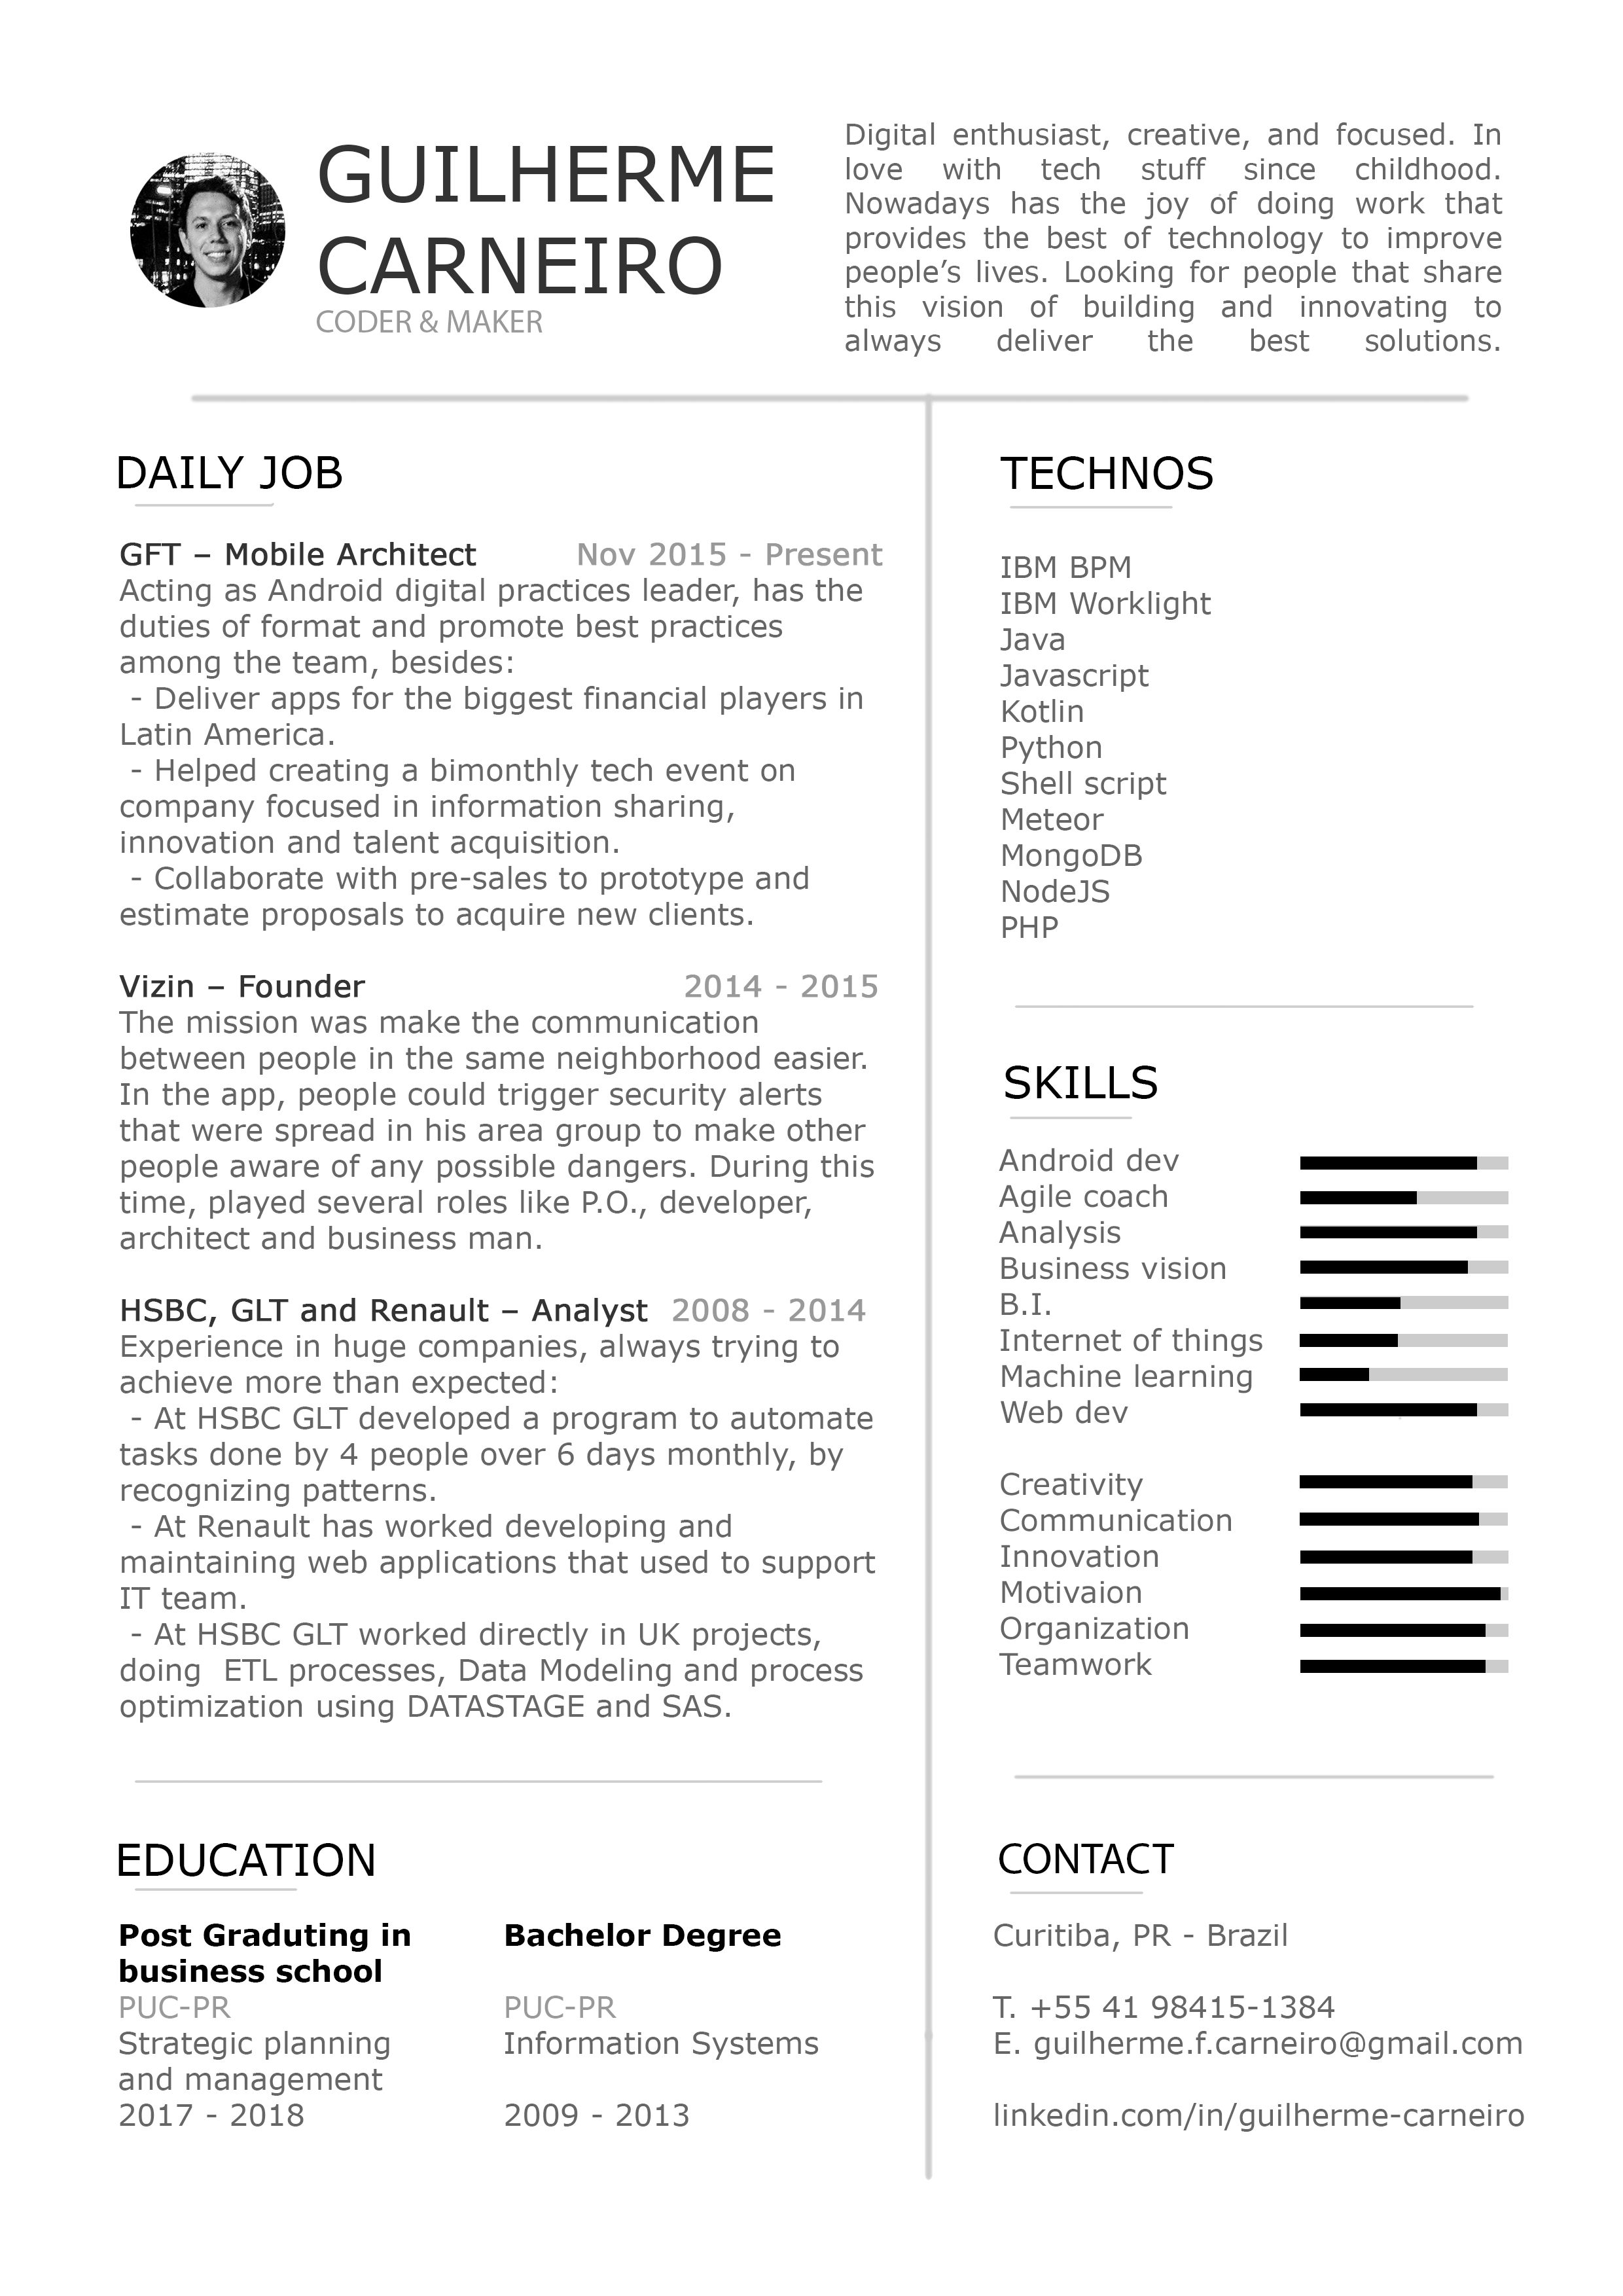 GUILHERME
CARNEIRO
CODER & MAKER
Digital enthusiast, creative, and focused. In
love with tech stuff since childhood.
Nowadays has the joy of doing work that
provides the best of technology to improve
people’s lives. Looking for people that share
this vision of building and innovating to
always deliver the best solutions.
DAILY JOB
GFT – Mobile Architect Nov 2015 - Present
Acting as Android digital practices leader, has the
duties of format and promote best practices
among the team, besides:
- Deliver apps for the biggest financial players in
Latin America.
- Helped creating a bimonthly tech event on
company focused in information sharing,
innovation and talent acquisition.
- Collaborate with pre-sales to prototype and
estimate proposals to acquire new clients.
Vizin – Founder 2014 - 2015
The mission was make the communication
between people in the same neighborhood easier.
In the app, people could trigger security alerts
that were spread in his area group to make other
people aware of any possible dangers. During this
time, played several roles like P.O., developer,
architect and business man.
HSBC, GLT and Renault – Analyst 2008 - 2014
Experience in huge companies, always trying to
achieve more than expected:
- At HSBC GLT developed a program to automate
tasks done by 4 people over 6 days monthly, by
recognizing patterns.
- At Renault has worked developing and
maintaining web applications that used to support
IT team.
- At HSBC GLT worked directly in UK projects,
doing  ETL processes, Data Modeling and process
optimization using DATASTAGE and SAS.
EDUCATION
Post Graduting in
business school
PUC-PR
Strategic planning
and management
2017 - 2018
Bachelor Degree
PUC-PR
Information Systems
2009 - 2013
TECHNOS
IBM BPM
IBM Worklight
Java
Javascript
Kotlin
Python
Shell script
Meteor
MongoDB
NodeJS
PHP
SKILLS
Android dev
Agile coach
Analysis
Business vision
B.I.
Internet of things
Machine learning
Web dev
Creativity
Communication
Innovation
Motivaion
Organization
Teamwork
CONTACT
Curitiba, PR - Brazil
T. +55 41 98415-1384
E. guilherme.f.carneiro@gmail.com
linkedin.com/in/guilherme-carneiro